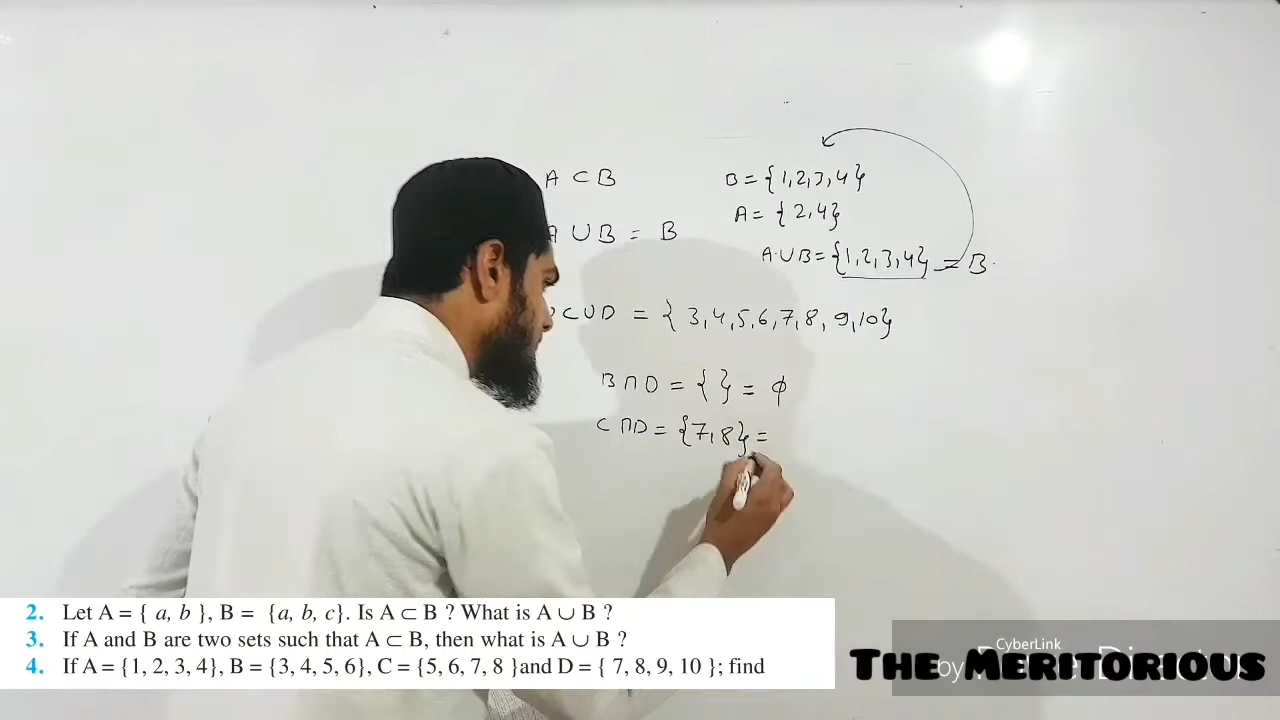 A ⊂ B
A ∪ B = B
B = {1,2,3,4}
A = {2,4}
A∪B = {1,2,3,4} = B
C∪D = {3,4,5,6,7,8,9,10}
B∩D = { } = ϕ
C∩D = {7,8} =
2. Let A = { a, b }, B = {a, b, c}. Is A ⊂ B ? What is A ∪ B ?
3. If A and B are two sets such that A ⊂ B, then what is A ∪ B ?
4. If A = {1, 2, 3, 4}, B = {3, 4, 5, 6}, C = {5, 6, 7, 8 }and D = { 7, 8, 9, 10 }; find
CyberLink
by
THE MERITORIOUS